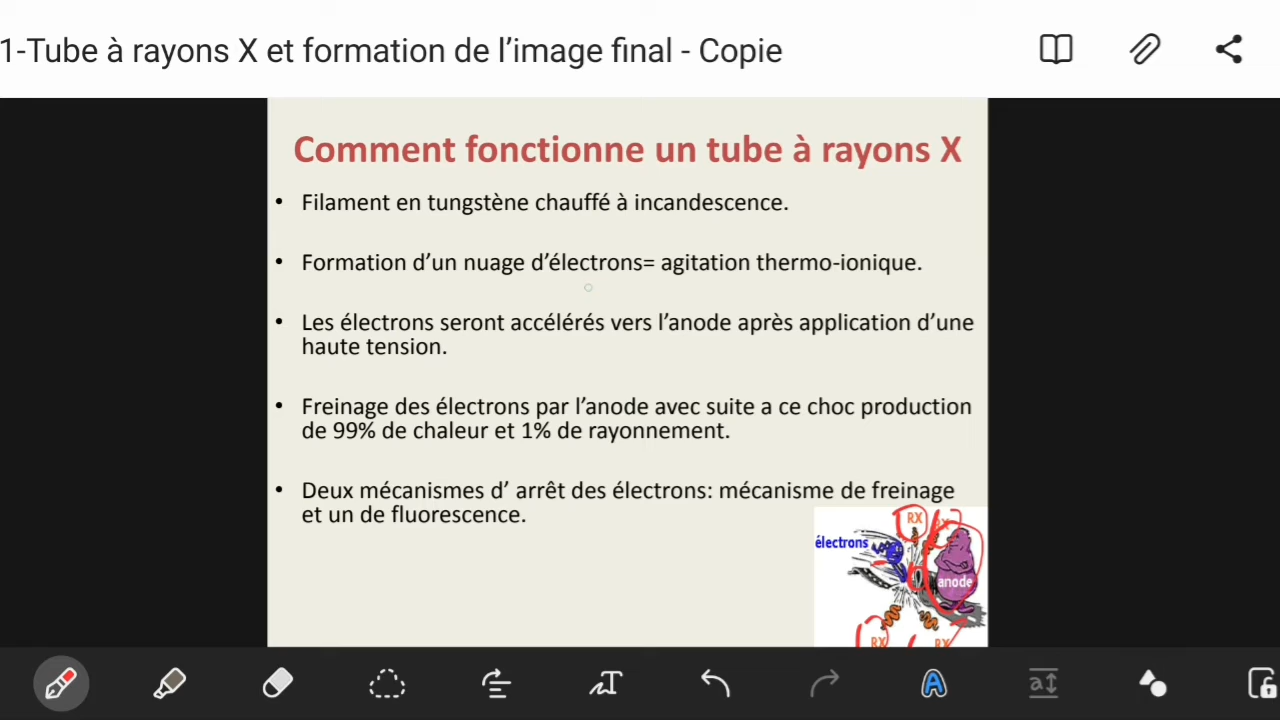 1-Tube à rayons X et formation de l’image final - Copie
Comment fonctionne un tube à rayons X
• Filament en tungstène chauffé à incandescence.
• Formation d’un nuage d’électrons= agitation thermo-ionique.
• Les électrons seront accélérés vers l’anode après application d’une
haute tension.
• Freinage des électrons par l’anode avec suite a ce choc production
de 99% de chaleur et 1% de rayonnement.
• Deux mécanismes d’ arrêt des électrons: mécanisme de freinage
et un de fluorescence.
RX RX
électrons
anode
RX RX